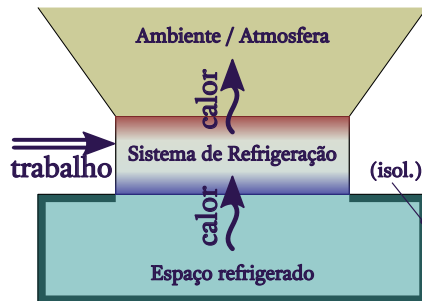 Ambiente / Atmosfera
calor
Sistema de Refrigeração
trabalho
(isol.)
calor
Espaço refrigerado